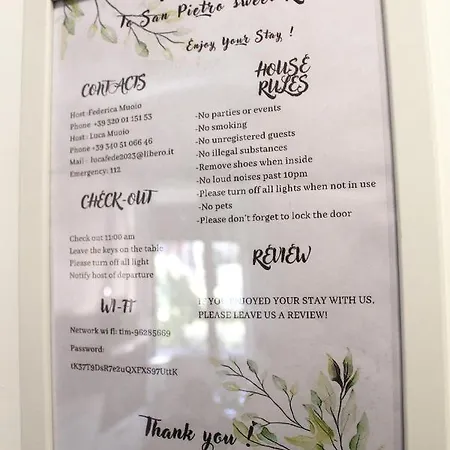 To San Pietro sweet
Enjoy Your Stay, !
CONTACTS
Host :Federica Muoio
Phone +39 320 01 151 53
Host : Luca Muoio
Phone +39 340 51 066 46
Mail : lucafede2023@libero.it
Emergency: 112
CHECK-OUT
Check out 11:00 am
Leave the keys on the table
Please turn off all light
Notify host of departure
WI-FI
Network wi fi: tim-96285669
Password:
tK37T9DsR7e2uQXFXS97UttK
HOUSE
RULES
-No parties or events
-No smoking
-No unregistered guests
-No illegal substances
-Remove shoes when inside
-No loud noises past 10pm
-Please turn off all lights when not in use
-No pets
-Please don't forget to lock the door
REVIEW
IF YOU ENJOYED YOUR STAY WITH US,
PLEASE LEAVE US A REVIEW!
Thank you !